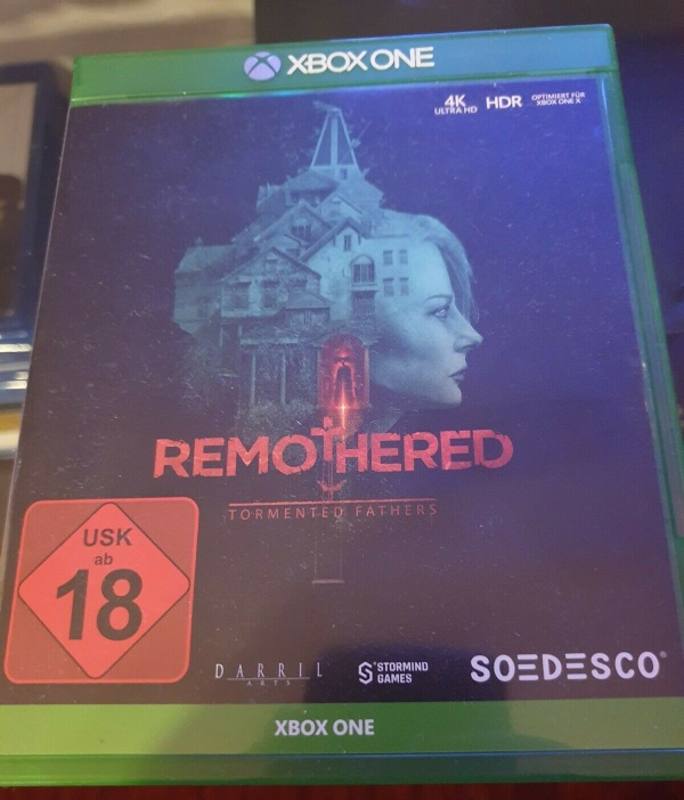 XBOX ONE
4K
ULTRA HD
HDR
OPTIMIERT FÜR
XBOX ONE X
REMOTHERED
TORMENTED FATHERS
USK
ab
18
DARRIL
ARTS
STORMIND
GAMES
SOEDESCO®
XBOX ONE